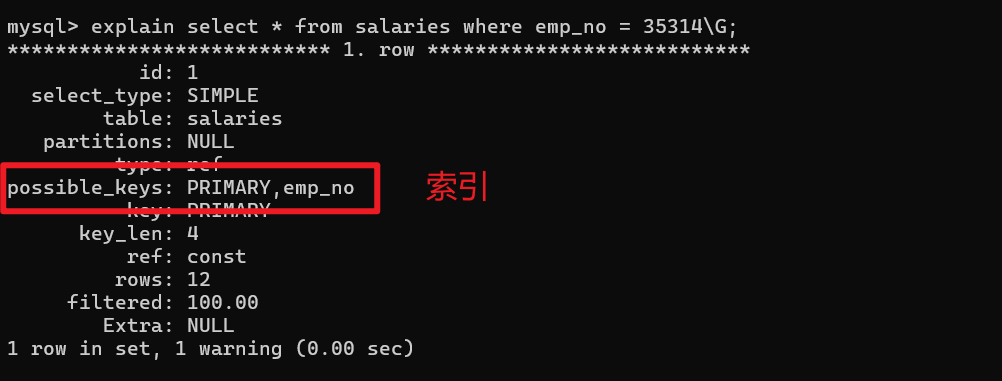 mysql> explain select * from salaries where emp_no = 35314\G;
*************************** 1. row ***************************
id: 1
select_type: SIMPLE
table: salaries
partitions: NULL
type: ref
possible_keys: PRIMARY,emp_no 索引
key: PRIMARY
key_len: 4
ref: const
rows: 12
filtered: 100.00
Extra: NULL
1 row in set, 1 warning (0.00 sec)